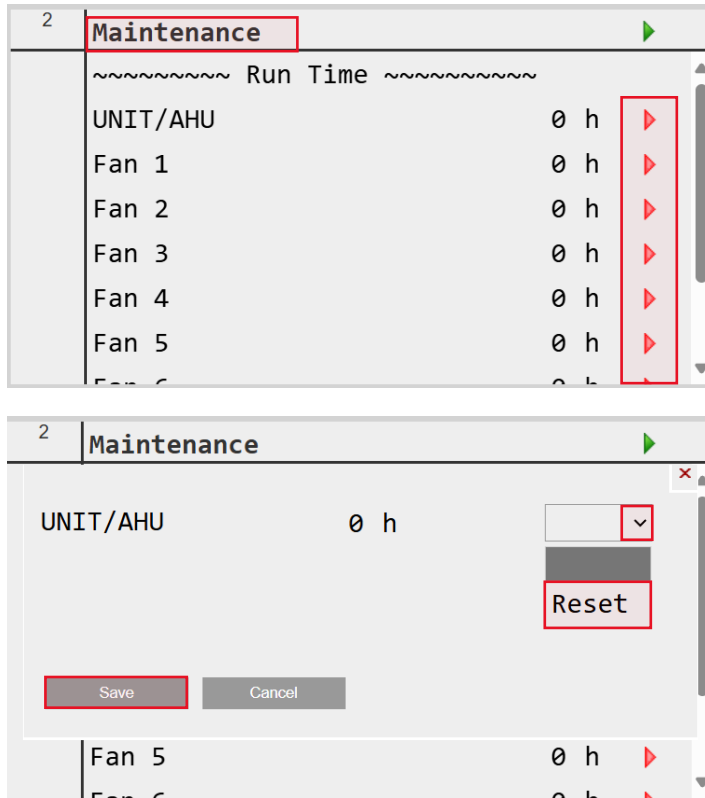 2
Maintenance
~~~~~~~~~ Run Time ~~~~~~~~~~
UNIT/AHU 0 h
Fan 1 0 h
Fan 2 0 h
Fan 3 0 h
Fan 4 0 h
Fan 5 0 h
2
Maintenance
UNIT/AHU 0 h
Reset
Save Cancel
Fan 5 0 h